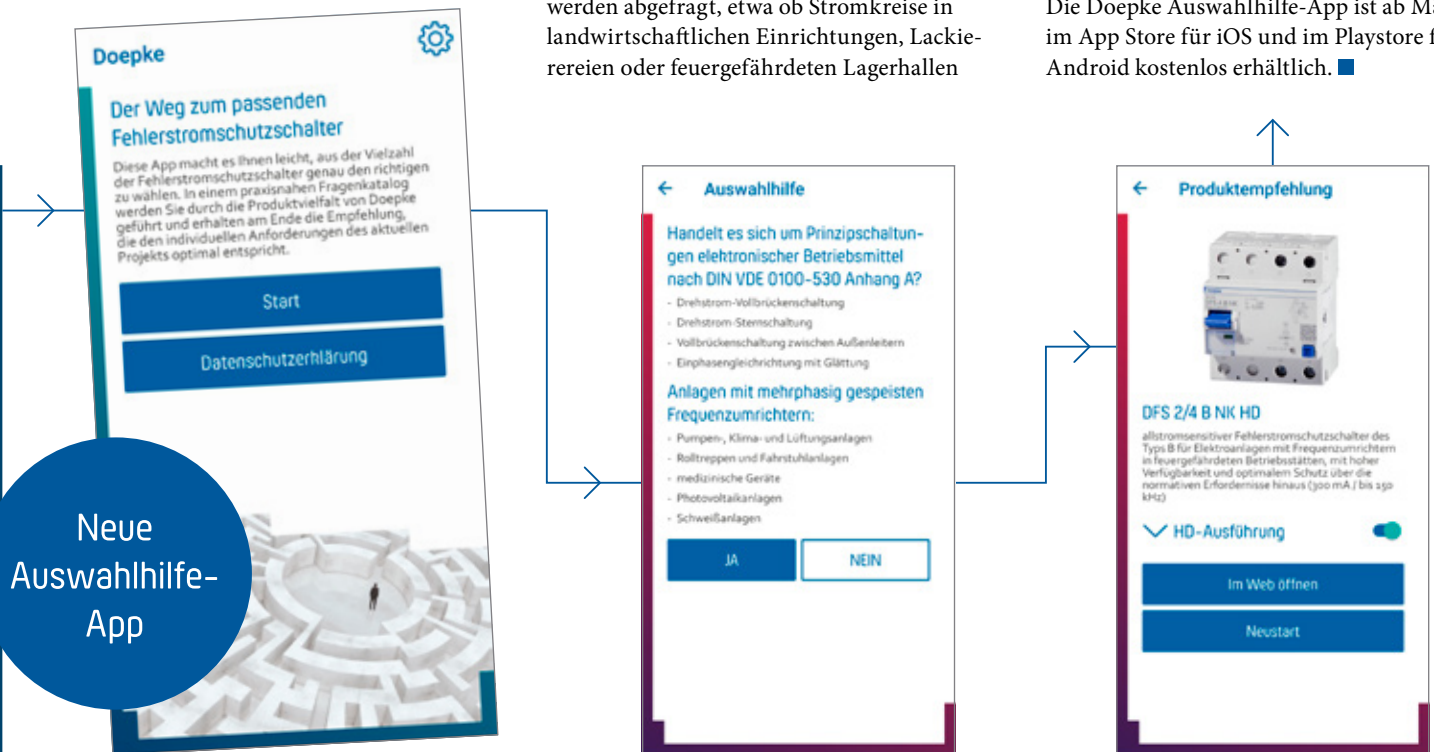 werden abgefragt, etwa ob Stromkreise in
landwirtschaftlichen Einrichtungen, Lackie-
rereien oder feuergefährdeten Lagerhallen
Die Doepke Auswahlhilfe-App ist ab
im App Store für iOS und im Playstore
Android kostenlos erhältlich.
Doepke
Der Weg zum passenden
Fehlerstromschutzschalter
Diese App macht es Ihnen leicht, aus der Vielzahl
der Fehlerstromschutzschalter genau den richtigen
zu wählen. In einem praxisnahen Fragenkatalog
werden Sie durch die Produktvielfalt von Doepke
geführt und erhalten am Ende die Empfehlung,
die den individuellen Anforderungen des aktuellen
Projekts optimal entspricht.
Start
Datenschutzerklärung
Neue
Auswahlhilfe-
App
← Auswahlhilfe
Handelt es sich um Prinzipschaltun-
gen elektronischer Betriebsmittel
nach DIN VDE 0100-530 Anhang A?
- Drehstrom-Vollbrückenschaltung
- Drehstrom-Sternschaltung
- Vollbrückenschaltung zwischen Außenleitern
- Einphasengleichrichtung mit Glättung
Anlagen mit mehrphasig gespeisten
Frequenzumrichtern:
- Pumpen-, Klima- und Lüftungsanlagen
- Rolltreppen und Fahrstuhlanlagen
- medizinische Geräte
- Photovoltaikanlagen
- Schweißanlagen
JA
NEIN
← Produktempfehlung
DFS 2/4 B NK HD
allstromsensitiver Fehlerstromschutzschalter des
Typs B für Elektroanlagen mit Frequenzumrichtern
in feuergefährdeten Betriebsstätten, mit hoher
Verfügbarkeit und optimalem Schutz über die
normativen Erfordernisse hinaus (300 mA / bis 150
kHz)
HD-Ausführung
Im Web öffnen
Neustart